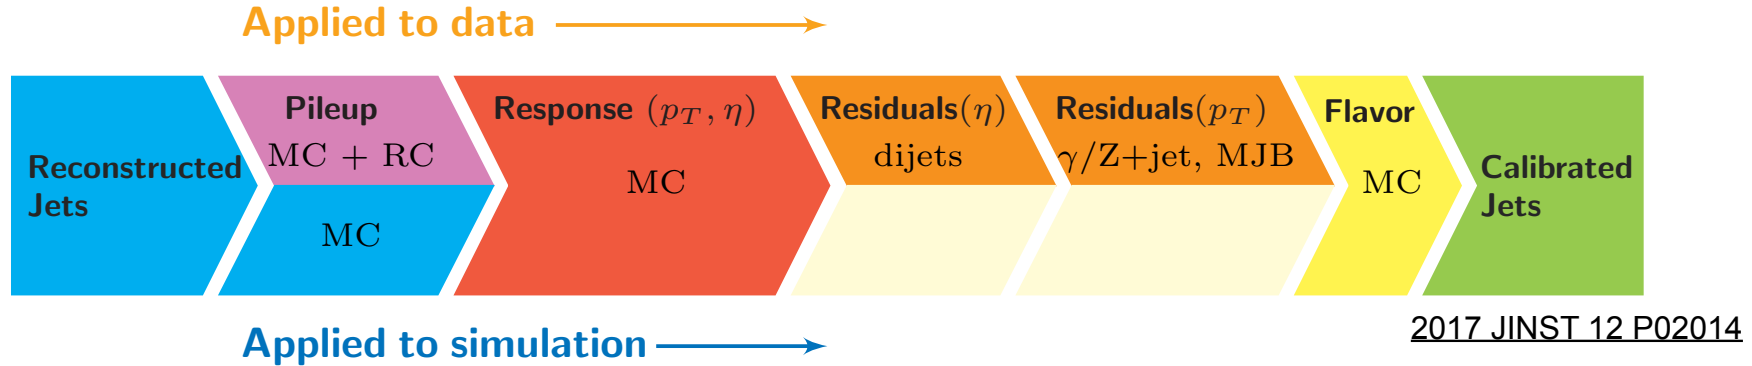 Applied to data
Reconstructed
Jets
Pileup
MC + RC
MC
Response (p_T, η)
MC
Residuals(η)
dijets
Residuals(p_T)
γ/Z+jet, MJB
Flavor
MC
Calibrated
Jets
Applied to simulation
2017 JINST 12 P02014